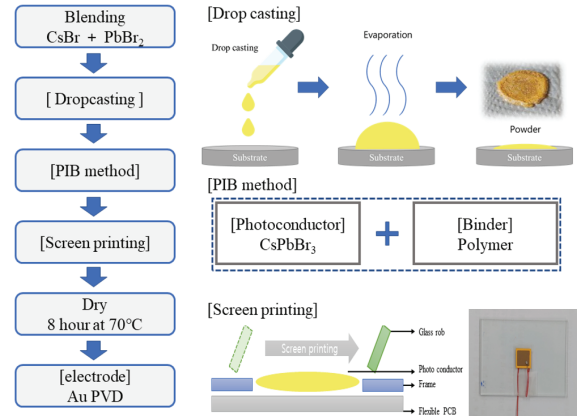 Blending
CsBr + PbBr₂
[ Dropcasting ]
[PIB method]
[Screen printing]
Dry
8 hour at 70℃
[electrode]
Au PVD
[Drop casting]
Drop casting
Evaporation
Powder
Substrate
Substrate
Substrate
[PIB method]
[Photoconductor]
CsPbBr₃
[Binder]
Polymer
[Screen printing]
Screen printing
Glass rob
Photo conductor
Frame
Flexible PCB